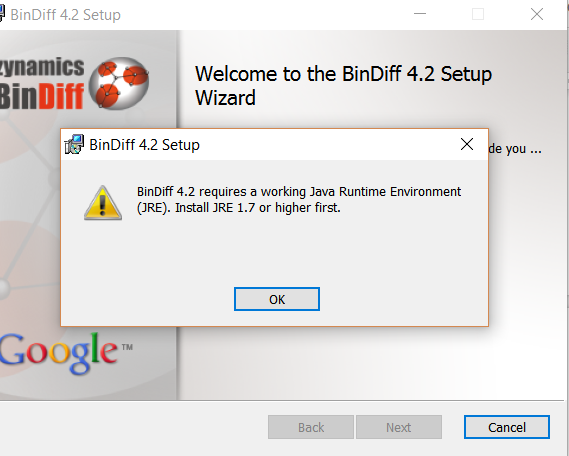 BinDiff 4.2 Setup
zynamics
BinDiff
Welcome to the BinDiff 4.2 Setup
Wizard
de you ...
BinDiff 4.2 Setup
BinDiff 4.2 requires a working Java Runtime Environment
(JRE). Install JRE 1.7 or higher first.
OK
Google™
Back
Next
Cancel